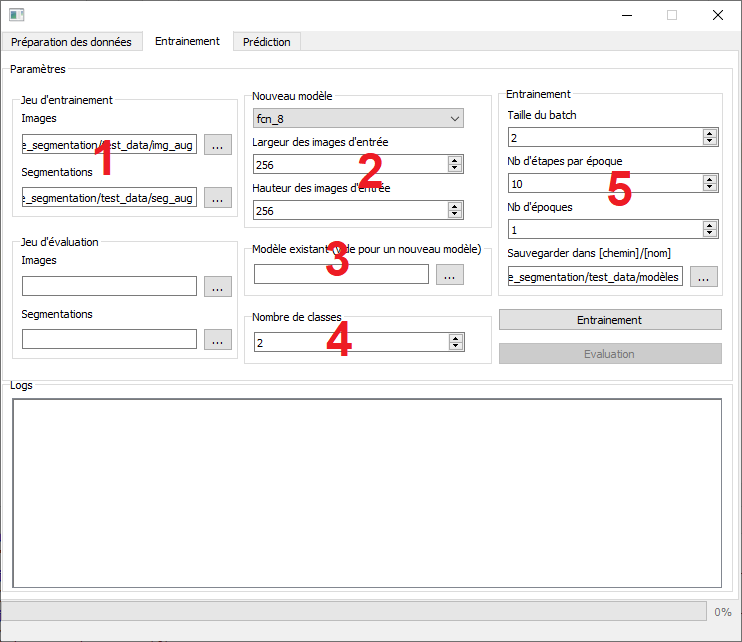 Préparation des données Entrainement Prédiction
Paramètres
Jeu d'entrainement
Images
e_segmentation/test_data/img_aug ...
Segmentations
e_segmentation/test_data/seg_aug ...
1
Jeu d'évaluation
Images
...
Segmentations
...
Nouveau modèle
fcn_8
Largeur des images d'entrée
256
Hauteur des images d'entrée
256
2
Modèle existant (vide pour un nouveau modèle)
...
3
Nombre de classes
2
4
Entrainement
Taille du batch
2
Nb d'étapes par époque
10
Nb d'époques
1
Sauvegarder dans [chemin]/[nom]
e_segmentation/test_data/modèles ...
5
Entrainement
Evaluation
Logs
0%